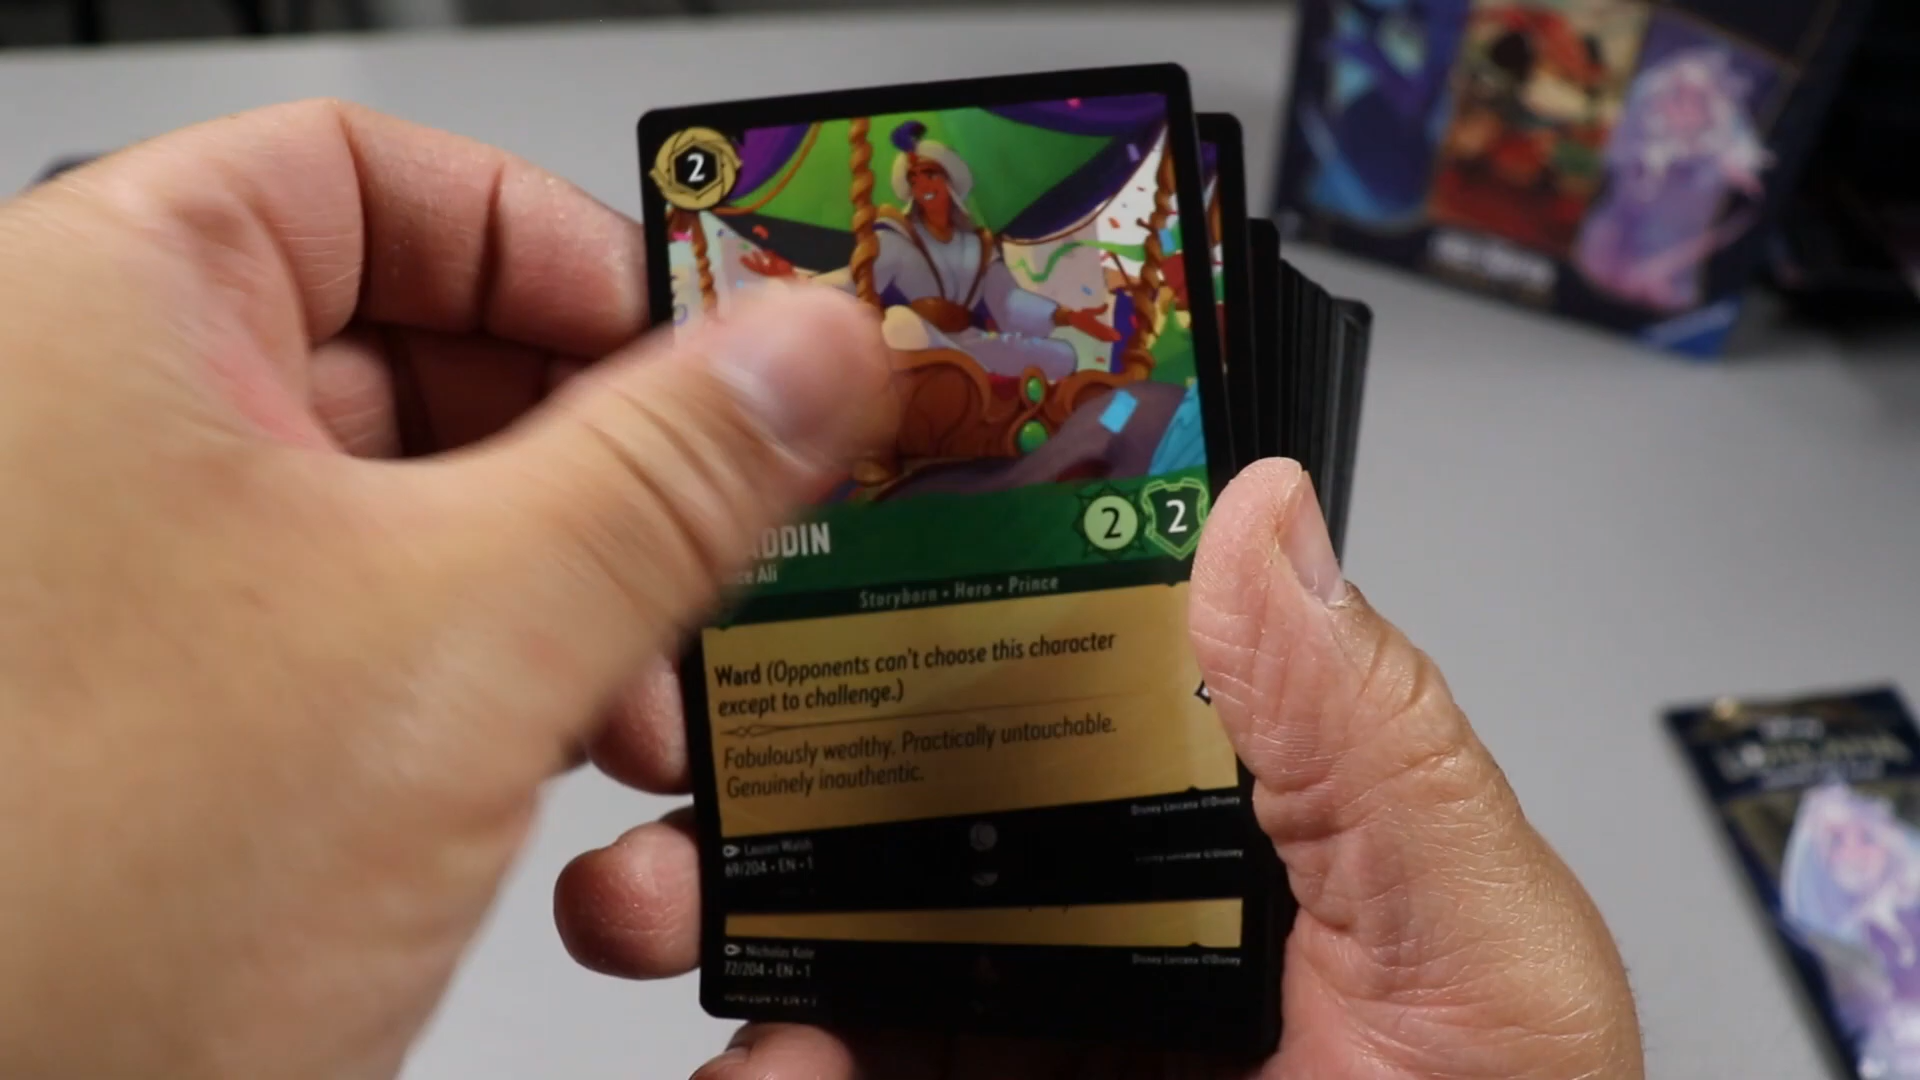 2
ADDIN
2 2
ce Ali
Storyborn • Hero • Prince
Ward (Opponents can't choose this character
except to challenge.)
Fabulously wealthy. Practically untouchable.
Genuinely inauthentic.
Disney Lorcana ©Disney
Lauren Walsh
69/204 • EN • 1
Nicholas Kole
72/204 • EN • 1
Disney Lorcana ©Disney